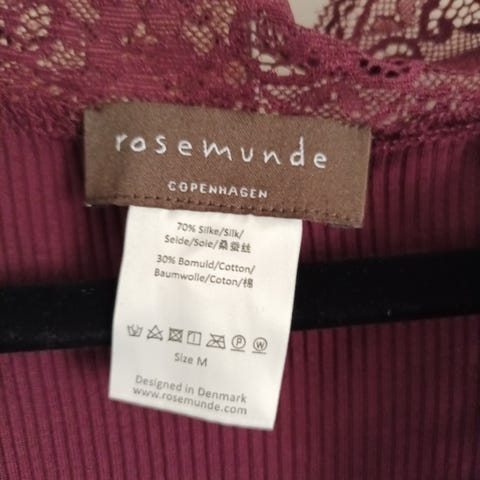 rosemunde
COPENHAGEN
70% Silke/Silk/
Seide/Soie/桑蚕丝
30% Bomuld/Cotton/
Baumwolle/Coton/棉
P W
Size M
Designed in Denmark
www.rosemunde.com